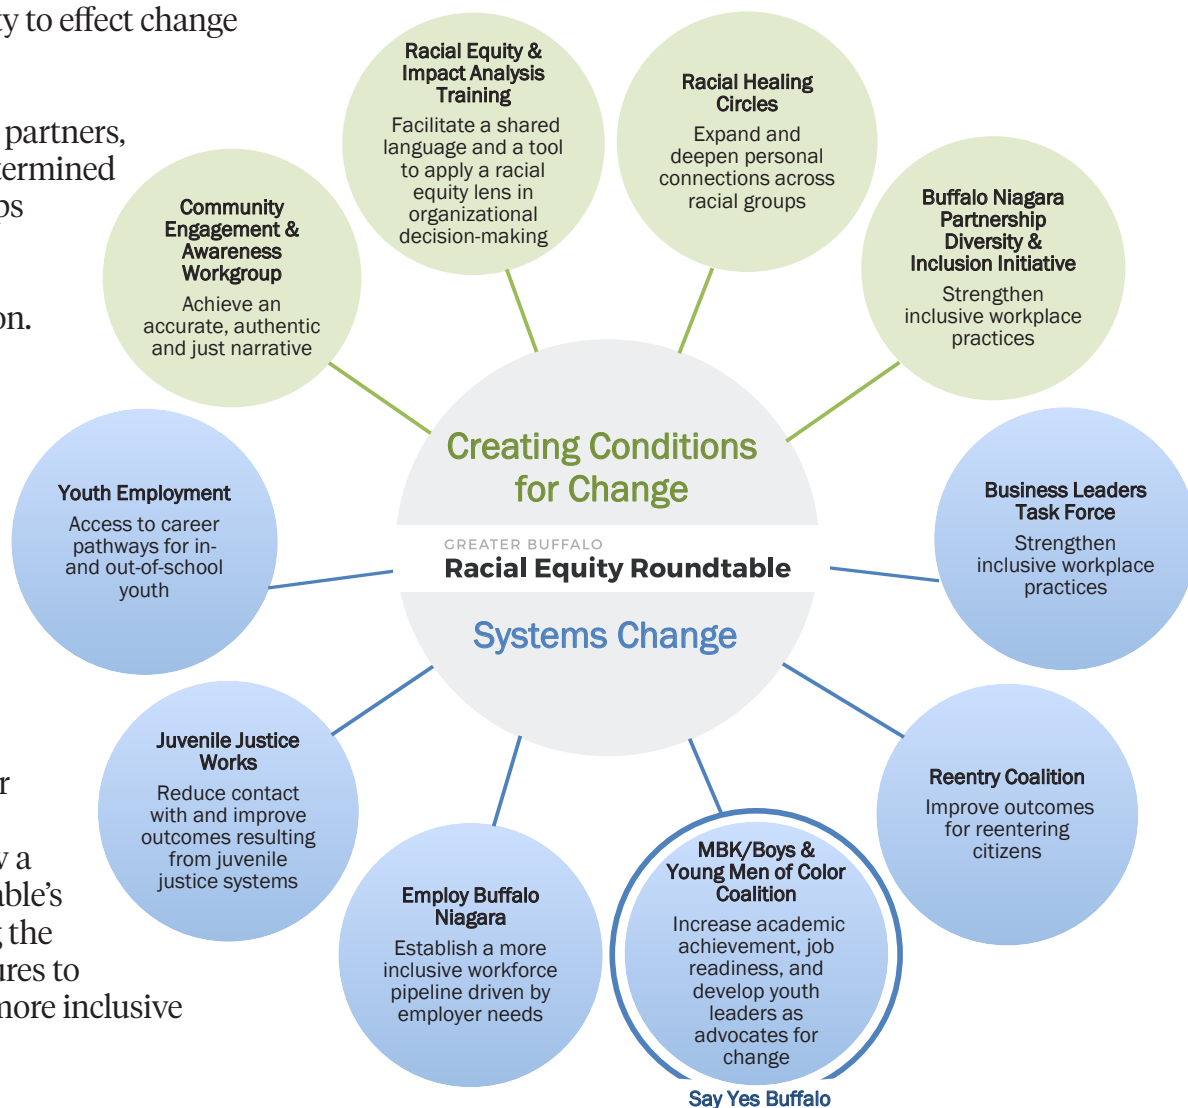 ty to effect change
partners,
termined
ps
on.
r
y a
able's
g the
ures to
more inclusive
Racial Equity &
Impact Analysis
Training
Facilitate a shared
language and a tool
to apply a racial
equity lens in
organizational
decision-making
Racial Healing
Circles
Expand and
deepen personal
connections across
racial groups
Community
Engagement &
Awareness
Workgroup
Achieve an
accurate, authentic
and just narrative
Buffalo Niagara
Partnership
Diversity &
Inclusion Initiative
Strengthen
inclusive workplace
practices
Creating Conditions
for Change
GREATER BUFFALO
Racial Equity Roundtable
Systems Change
Youth Employment
Access to career
pathways for in-
and out-of-school
youth
Business Leaders
Task Force
Strengthen
inclusive workplace
practices
Juvenile Justice
Works
Reduce contact
with and improve
outcomes resulting
from juvenile
justice systems
Reentry Coalition
Improve outcomes
for reentering
citizens
Employ Buffalo
Niagara
Establish a more
inclusive workforce
pipeline driven by
employer needs
MBK/Boys &
Young Men of Color
Coalition
Increase academic
achievement, job
readiness, and
develop youth
leaders as
advocates for
change
Say Yes Buffalo